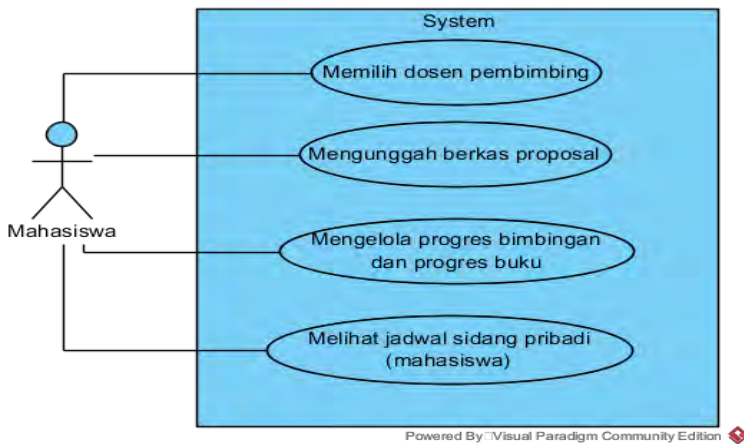 System
Memilih dosen pembimbing
Mengunggah berkas proposal
Mahasiswa
Mengelola progres bimbingan
dan progres buku
Melihat jadwal sidang pribadi
(mahasiswa)
Powered By□Visual Paradigm Community Edition